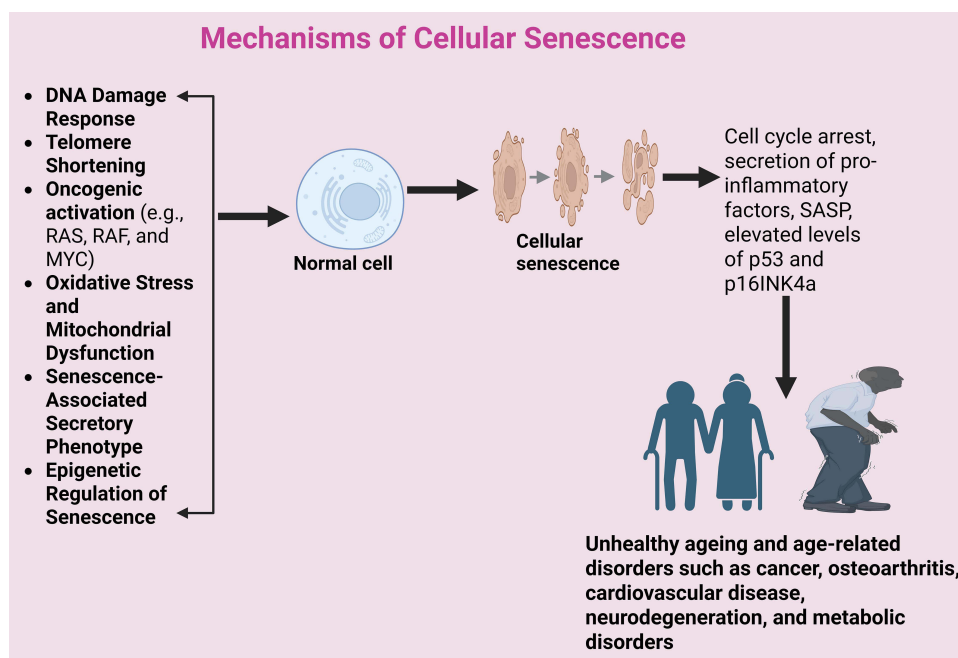 Mechanisms of Cellular Senescence
• DNA Damage
Response
• Telomere
Shortening
• Oncogenic
activation (e.g.,
RAS, RAF, and
MYC)
• Oxidative Stress
and
Mitochondrial
Dysfunction
• Senescence-
Associated
Secretory
Phenotype
• Epigenetic
Regulation of
Senescence
Normal cell
Cellular
senescence
Cell cycle arrest,
secretion of pro-
inflammatory
factors, SASP,
elevated levels
of p53 and
p16INK4a
Unhealthy ageing and age-related
disorders such as cancer, osteoarthritis,
cardiovascular disease,
neurodegeneration, and metabolic
disorders